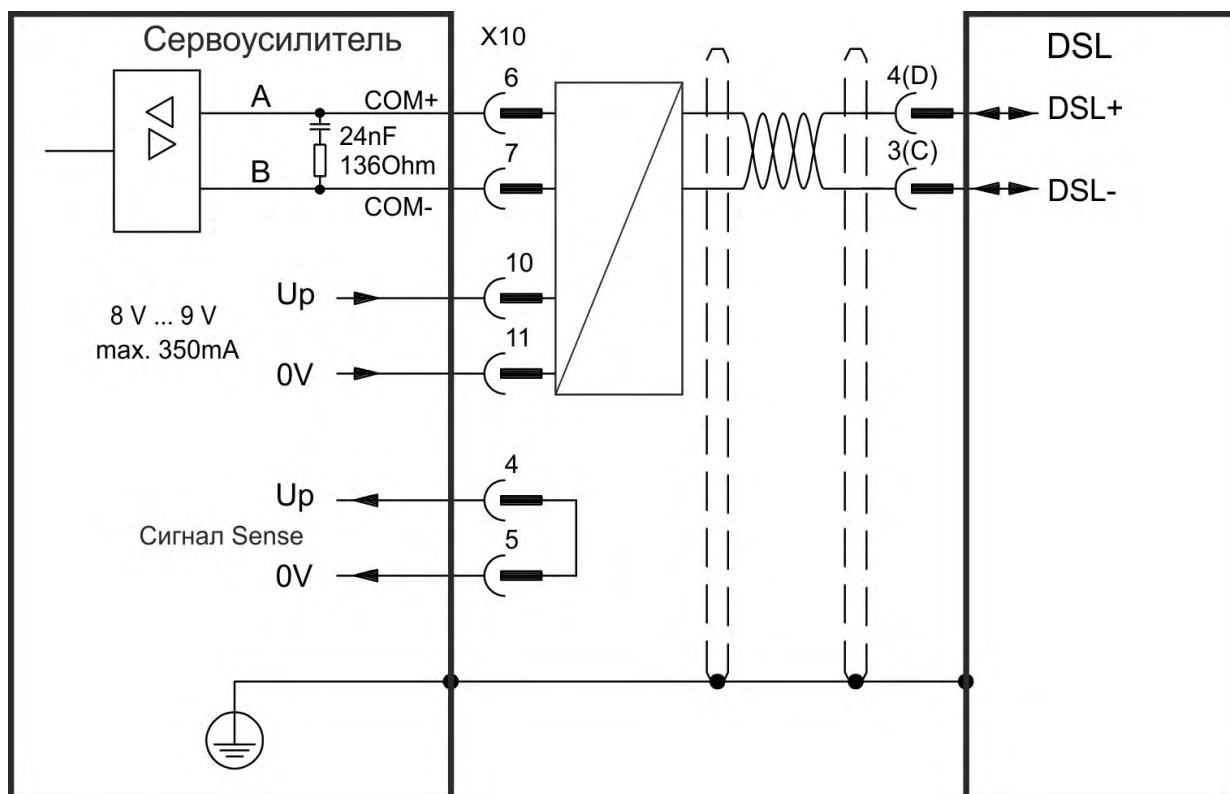 Сервоусилитель
X10
DSL
6
4(D)
A
COM+
DSL+
24nF
136Ohm
7
3(C)
B
COM-
DSL-
10
Up
8 V ... 9 V
max. 350mA
11
0V
4
Up
Сигнал Sense
5
0V